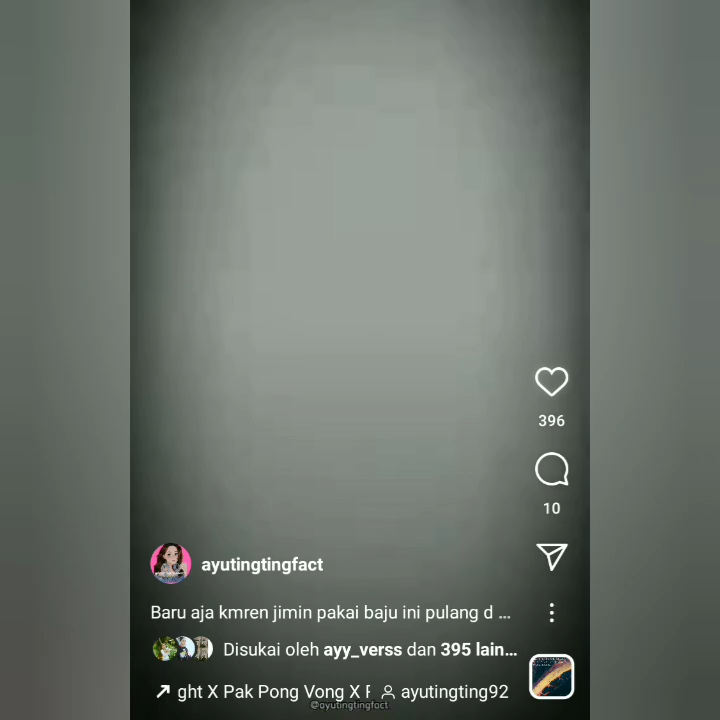 396
10
ayutingtingfact
Baru aja kmren jimin pakai baju ini pulang d ...
Disukai oleh ayy_verss dan 395 lain...
ght X Pak Pong Vong X F ayutingting92
@ayutingtingfact